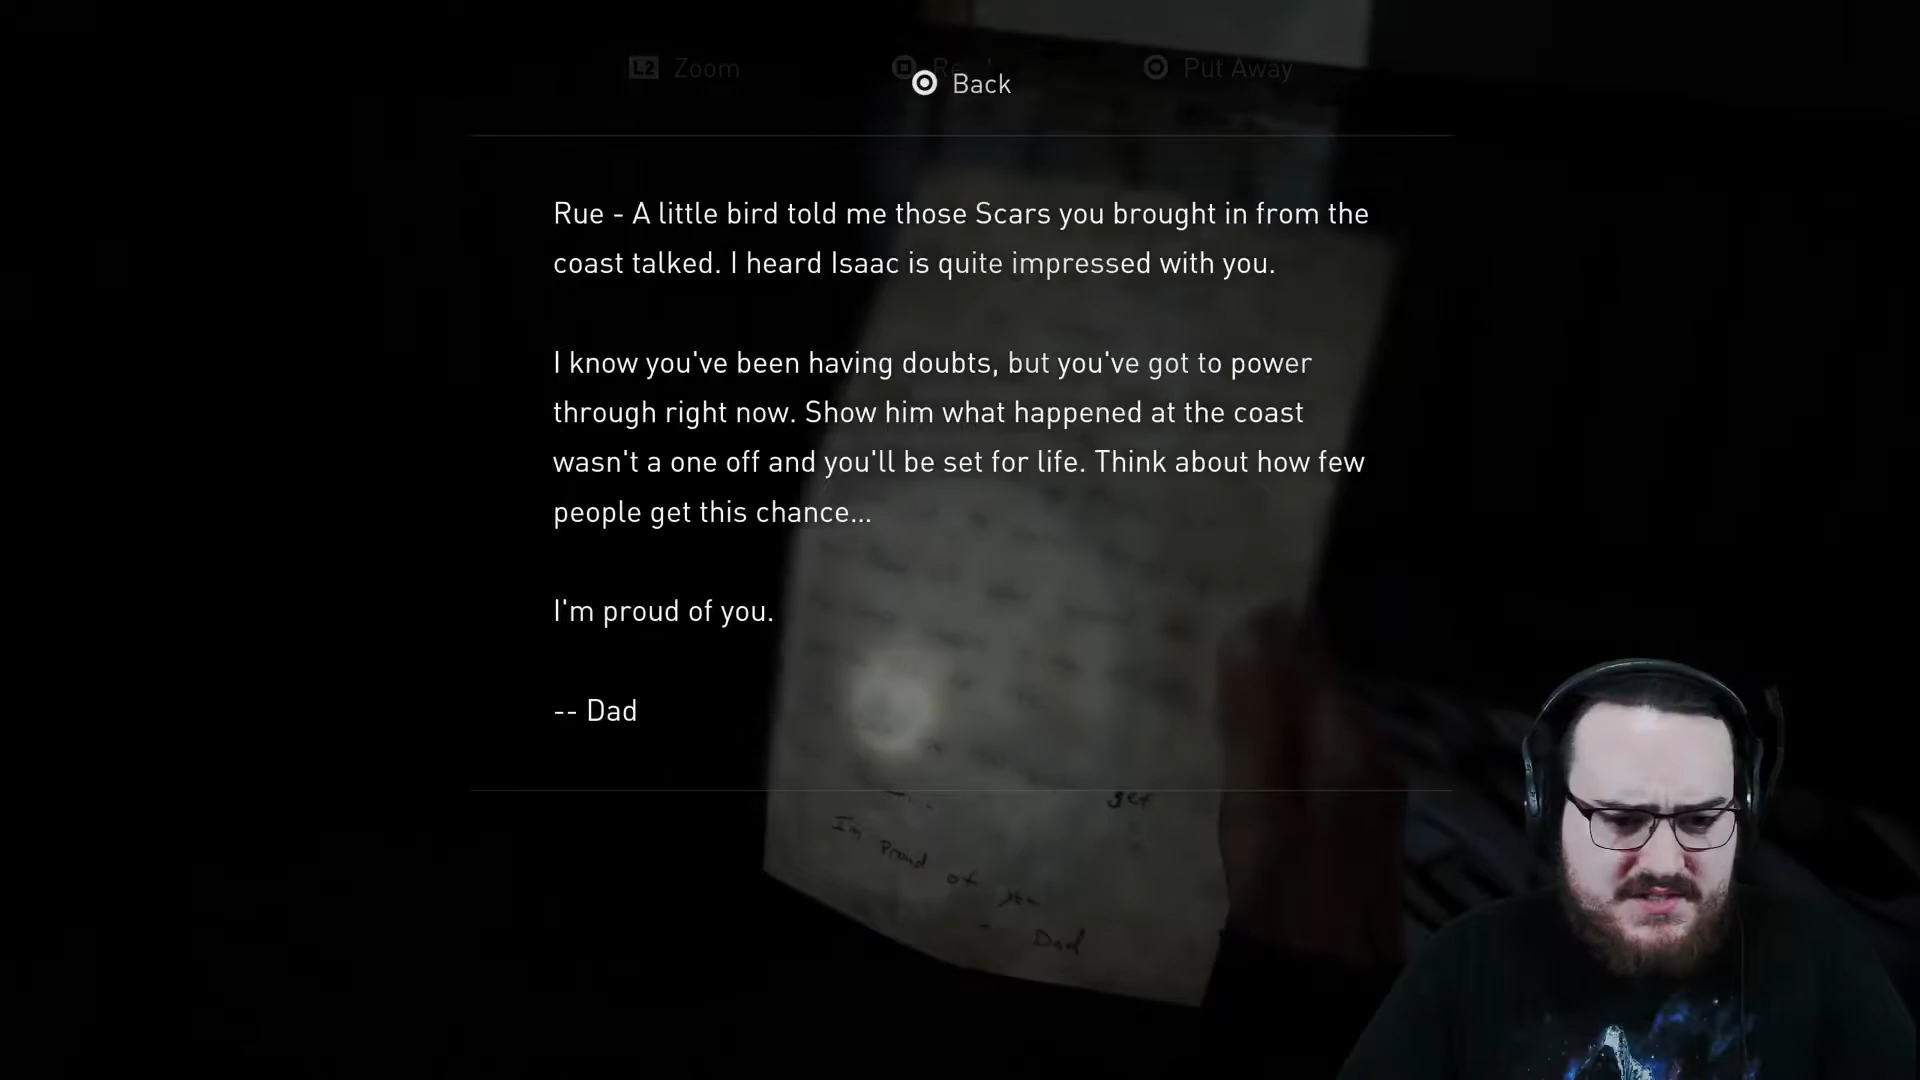 L2 Zoom
Put Away
Back
Rue - A little bird told me those Scars you brought in from the
coast talked. I heard Isaac is quite impressed with you.
I know you've been having doubts, but you've got to power
through right now. Show him what happened at the coast
wasn't a one off and you'll be set for life. Think about how few
people get this chance...
I'm proud of you.
-- Dad
get
I'm Proud of you
- Dad